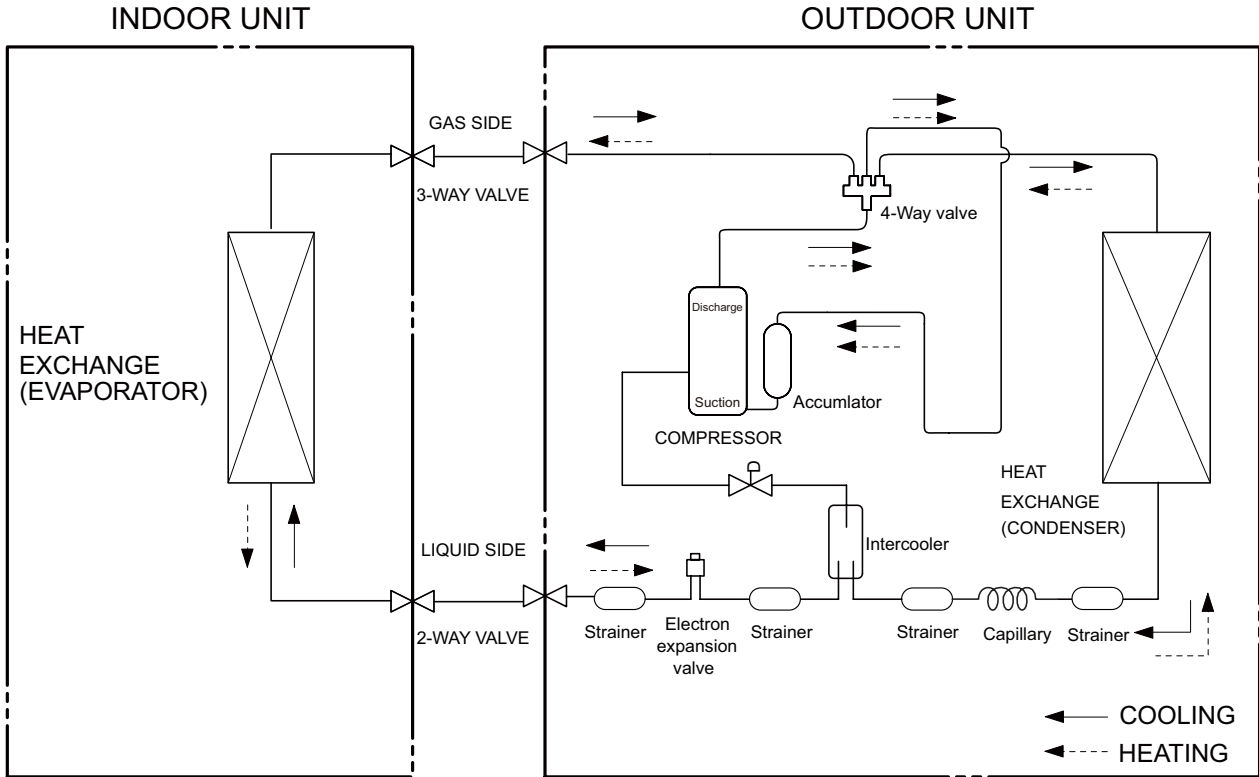 INDOOR UNIT
OUTDOOR UNIT
GAS SIDE
3-WAY VALVE
4-Way valve
Discharge
Suction
Accumlator
COMPRESSOR
HEAT
EXCHANGE
(EVAPORATOR)
HEAT
EXCHANGE
(CONDENSER)
Intercooler
LIQUID SIDE
2-WAY VALVE
Strainer
Electron
expansion
valve
Strainer
Strainer
Capillary
Strainer
COOLING
HEATING